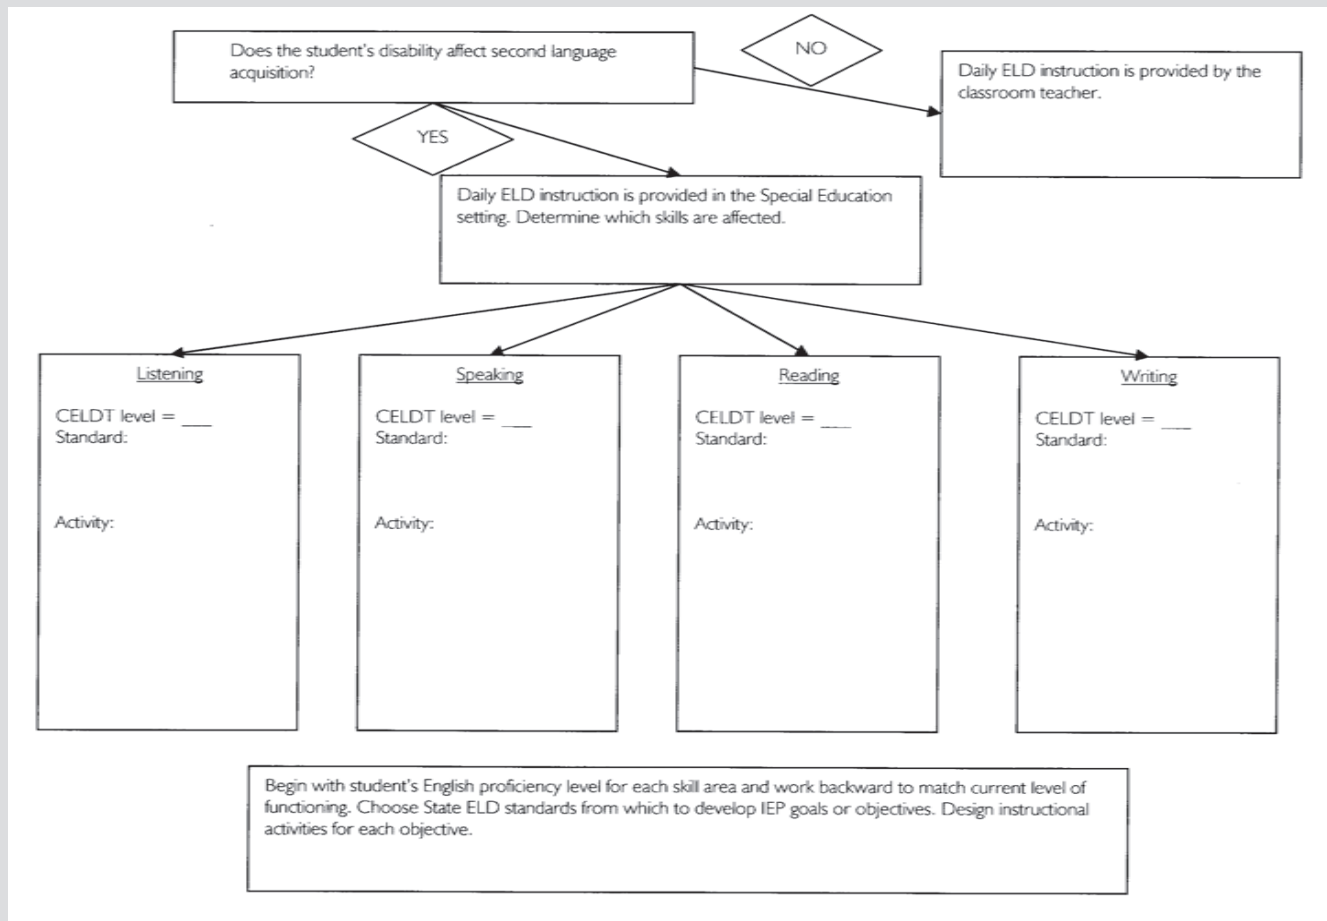 Does the student's disability affect second language
acquisition?
NO
Daily ELD instruction is provided by the
classroom teacher.
YES
Daily ELD instruction is provided in the Special Education
setting. Determine which skills are affected.
Listening
CELDT level = ___
Standard:
Activity:
Speaking
CELDT level = ___
Standard:
Activity:
Reading
CELDT level = ___
Standard:
Activity:
Writing
CELDT level = ___
Standard:
Activity:
Begin with student's English proficiency level for each skill area and work backward to match current level of
functioning. Choose State ELD standards from which to develop IEP goals or objectives. Design instructional
activities for each objective.